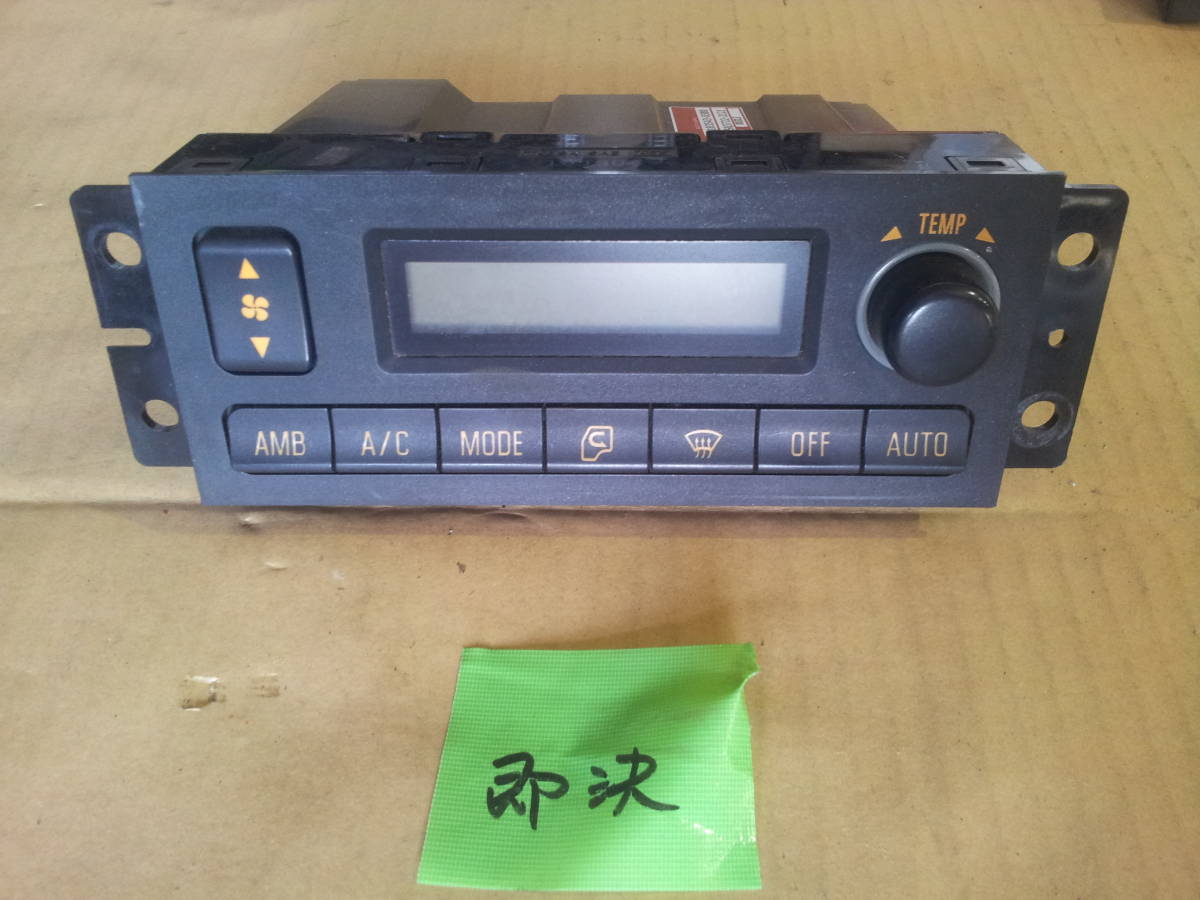 TEMP
AMB A/C MODE OFF AUTO
即決